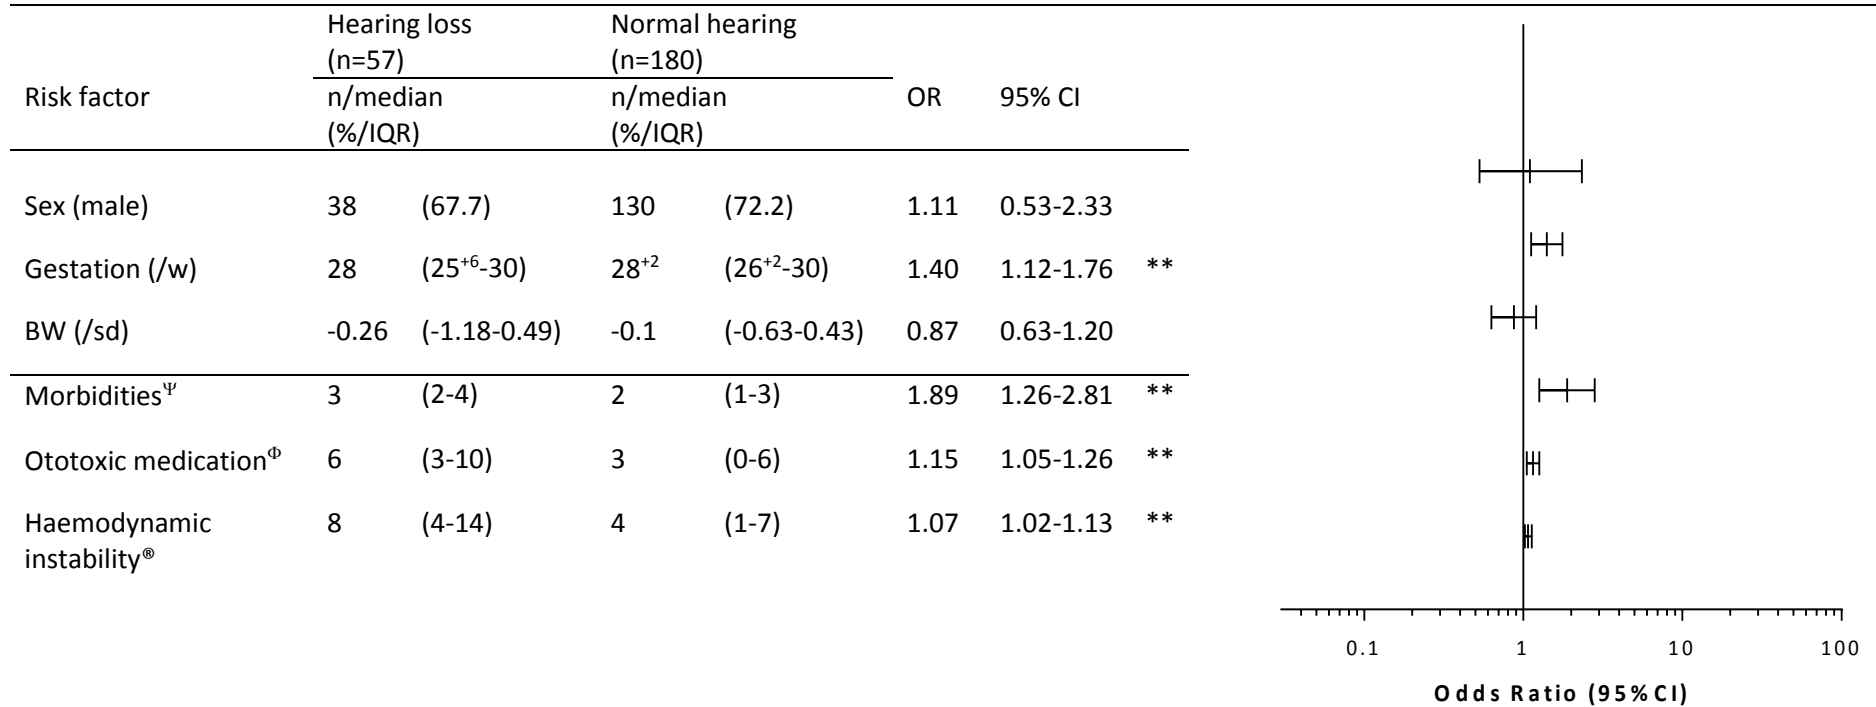 Hearing loss Normal hearing
(n=57) (n=180)
Risk factor n/median n/median OR 95% CI
(%/IQR) (%/IQR)
Sex (male) 38 (67.7) 130 (72.2) 1.11 0.53-2.33
Gestation (/w) 28 (25⁺⁶-30) 28⁺² (26⁺²-30) 1.40 1.12-1.76 **
BW (/sd) -0.26 (-1.18-0.49) -0.1 (-0.63-0.43) 0.87 0.63-1.20
Morbidities^Ψ 3 (2-4) 2 (1-3) 1.89 1.26-2.81 **
Ototoxic medication^Φ 6 (3-10) 3 (0-6) 1.15 1.05-1.26 **
Haemodynamic 8 (4-14) 4 (1-7) 1.07 1.02-1.13 **
instability®
0.1 1 10 100
Odds Ratio (95% CI)